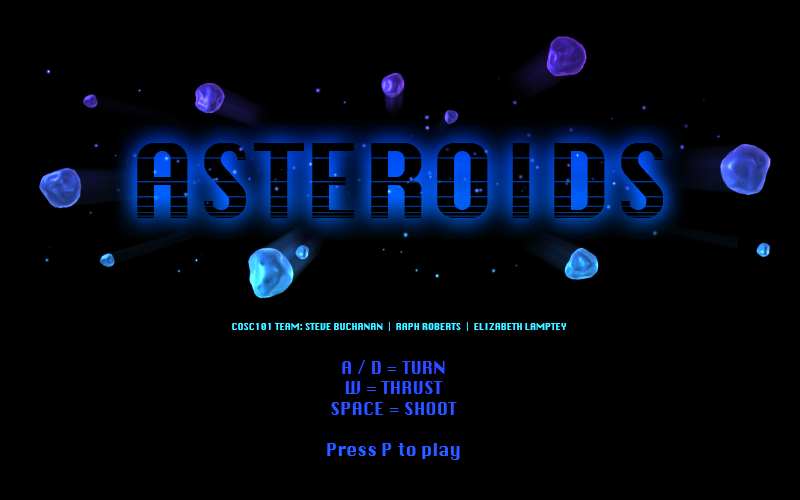 ASTEROIDS
COSC101 TEAM: STEVE BUCHANAN | RAPH ROBERTS | ELIZABETH LAMPTEY
A / D = TURN
W = THRUST
SPACE = SHOOT
Press P to play